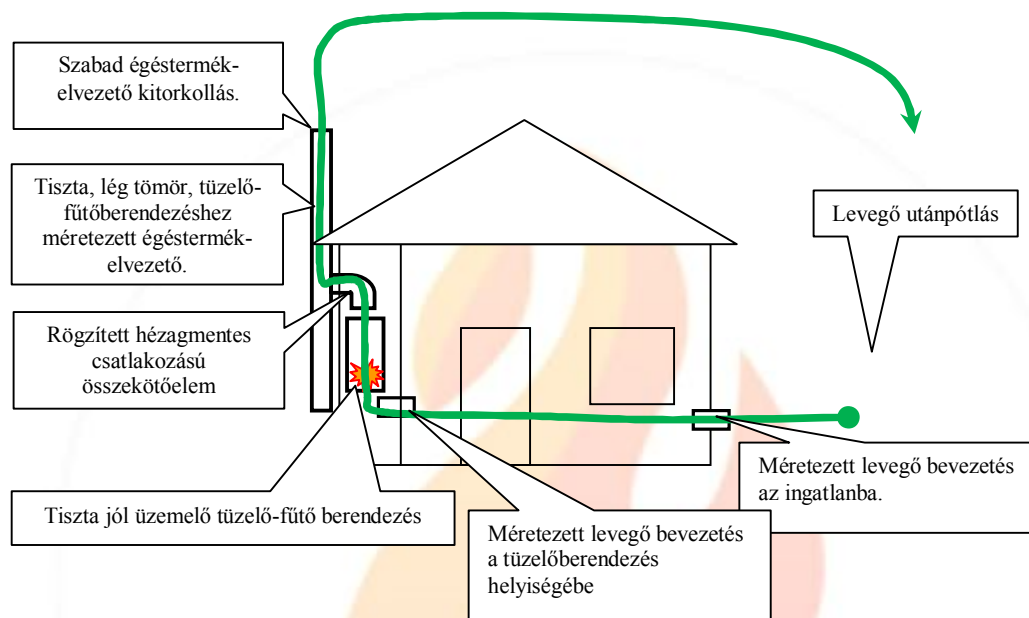 Szabad égéstermék-
elvezető kitorkollás.
Tiszta, lég tömör, tüzelő-
fűtőberendezéshez
méretezett égéstermék-
elvezető.
Rögzített hézagmentes
csatlakozású
összekötőelem
Tiszta jól üzemelő tüzelő-fűtő berendezés
Méretezett levegő bevezetés
a tüzelőberendezés
helyiségébe
Méretezett levegő bevezetés
az ingatlanba.
Levegő utánpótlás